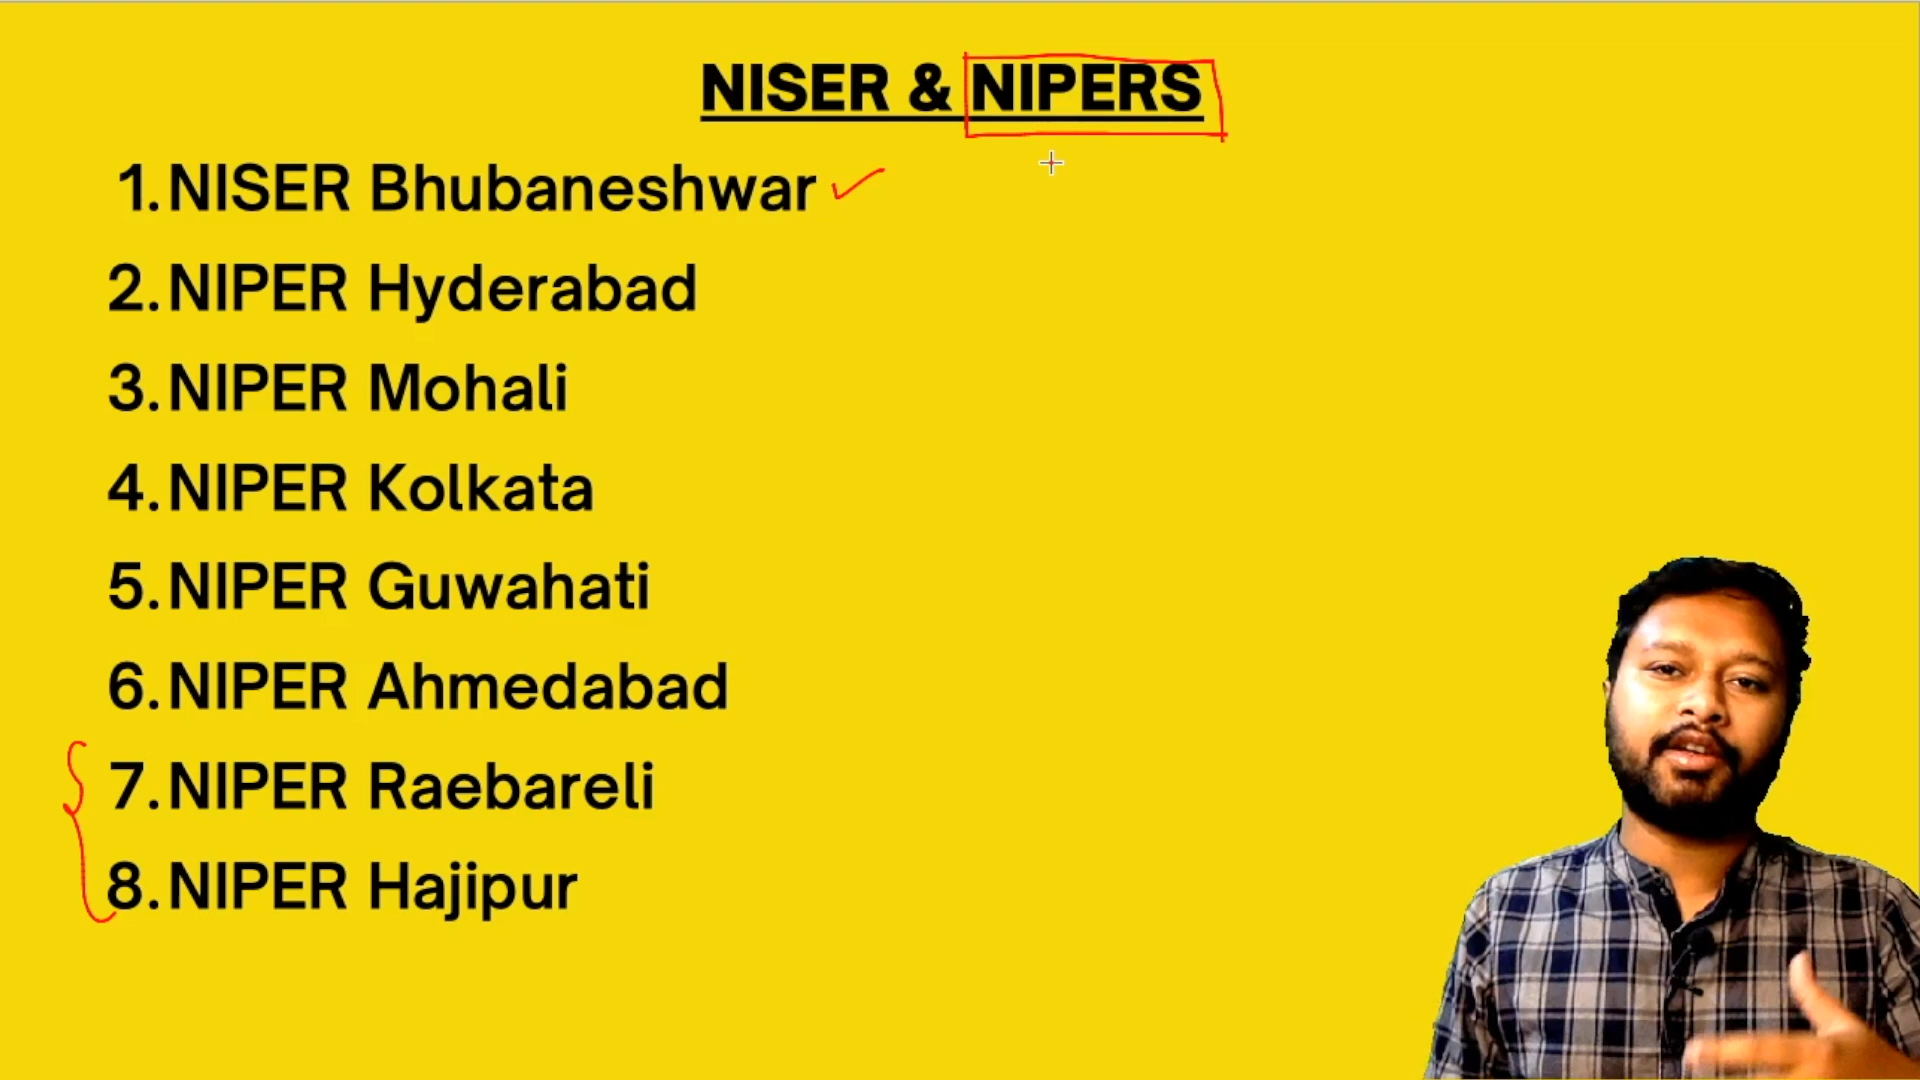 NISER & NIPERS
1. NISER Bhubaneshwar
2. NIPER Hyderabad
3. NIPER Mohali
4. NIPER Kolkata
5. NIPER Guwahati
6. NIPER Ahmedabad
7. NIPER Raebareli
8. NIPER Hajipur